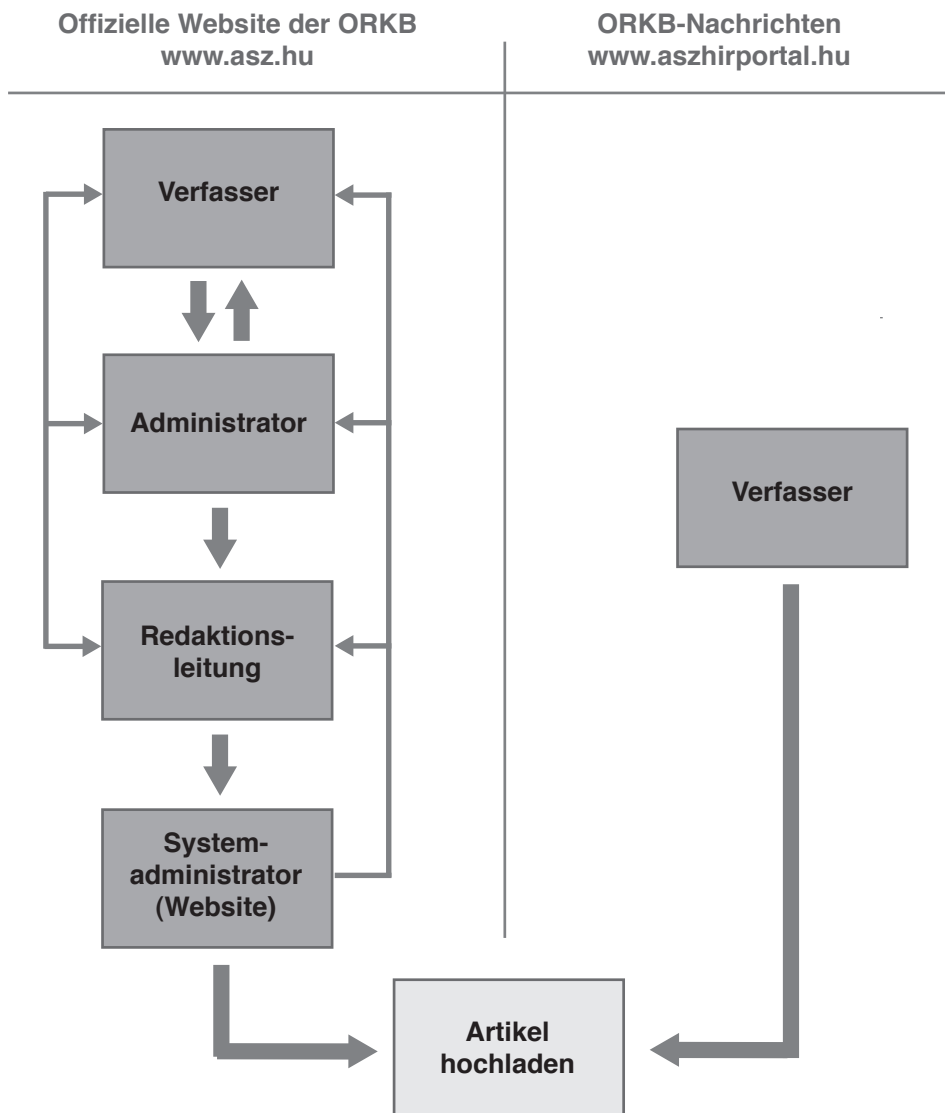 Offizielle Website der ORKB
www.asz.hu
ORKB-Nachrichten
www.aszhirportal.hu
Verfasser
Administrator
Redaktions-
leitung
System-
administrator
(Website)
Verfasser
Artikel
hochladen